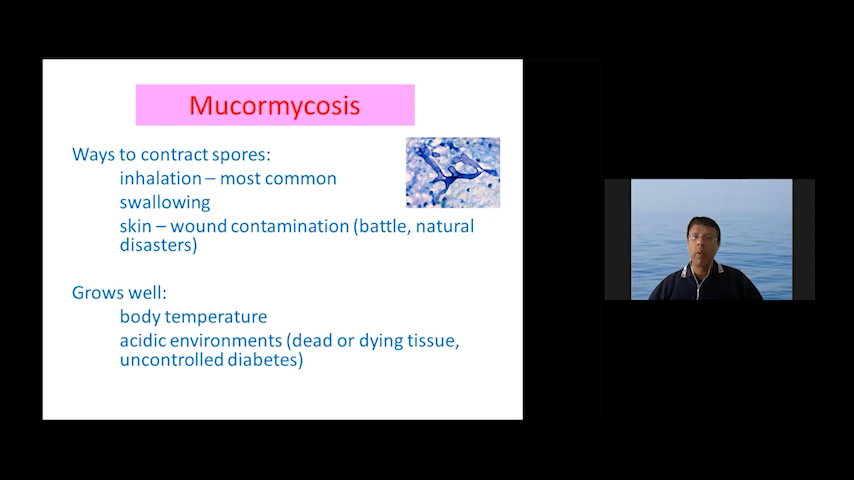 Mucormycosis
Ways to contract spores:
inhalation – most common
swallowing
skin – wound contamination (battle, natural
disasters)
Grows well:
body temperature
acidic environments (dead or dying tissue,
uncontrolled diabetes)